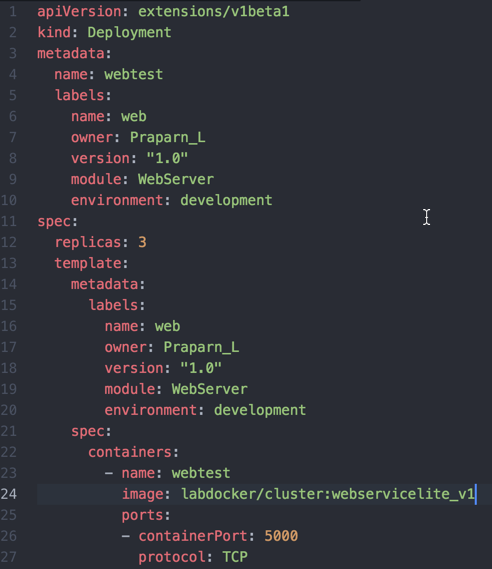 1 apiVersion: extensions/v1beta1
2 kind: Deployment
3 metadata:
4   name: webtest
5   labels:
6     name: web
7     owner: Praparn_L
8     version: "1.0"
9     module: WebServer
10     environment: development
11 spec:
12   replicas: 3
13   template:
14     metadata:
15       labels:
16         name: web
17         owner: Praparn_L
18         version: "1.0"
19         module: WebServer
20         environment: development
21     spec:
22       containers:
23         - name: webtest
24           image: labdocker/cluster:webservicelite_v1
25           ports:
26           - containerPort: 5000
27             protocol: TCP